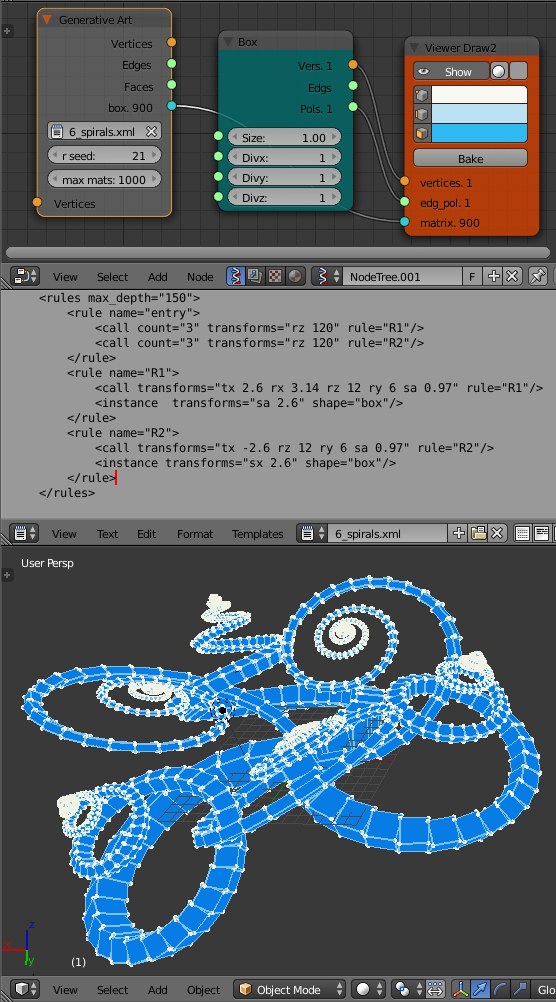 Generative Art
Vertices
Edges
Faces
box. 900
6_spirals.xml
r seed: 21
max mats: 1000
Vertices
Box
Vers. 1
Edgs
Pols. 1
Size: 1.00
Divx: 1
Divy: 1
Divz: 1
Viewer Draw2
Show
Bake
vertices. 1
edg_pol. 1
matrix. 900
View Select Add Node NodeTree.001 F
<rules max_depth="150">
<rule name="entry">
<call count="3" transforms="rz 120" rule="R1"/>
<call count="3" transforms="rz 120" rule="R2"/>
</rule>
<rule name="R1">
<call transforms="tx 2.6 rx 3.14 rz 12 ry 6 sa 0.97" rule="R1"/>
<instance  transforms="sa 2.6" shape="box"/>
</rule>
<rule name="R2">
<call transforms="tx -2.6 rz 12 ry 6 sa 0.97" rule="R2"/>
<instance transforms="sx 2.6" shape="box"/>
</rule>
</rules>
View Text Edit Format Templates 6_spirals.xml
User Persp
z
x
y
(1)
View Select Add Object Object Mode Glo